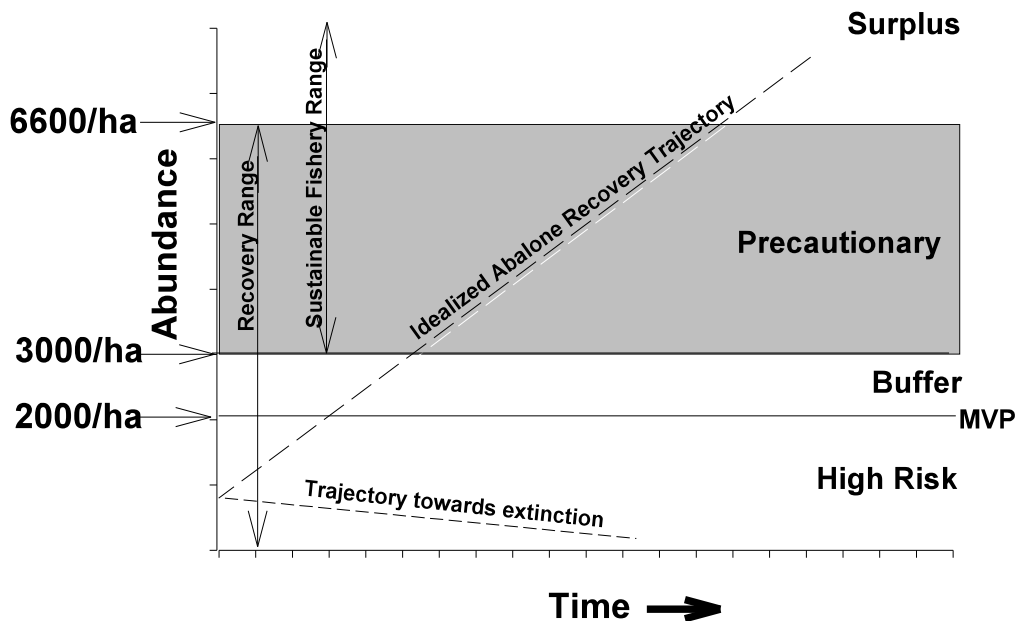 Surplus
6600/ha
Abundance
Recovery Range
Sustainable Fishery Range
Idealized Abalone Recovery Trajectory
Precautionary
3000/ha
Buffer
2000/ha
MVP
High Risk
Trajectory towards extinction
Time